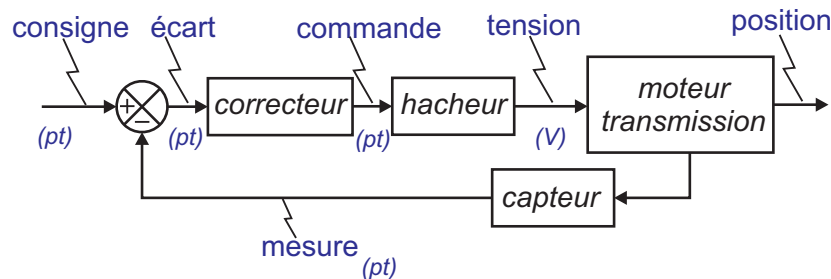 consigne
écart
commande
tension
position
+
−
correcteur
hacheur
moteur
transmission
(pt)
(pt)
(pt)
(V)
capteur
mesure (pt)